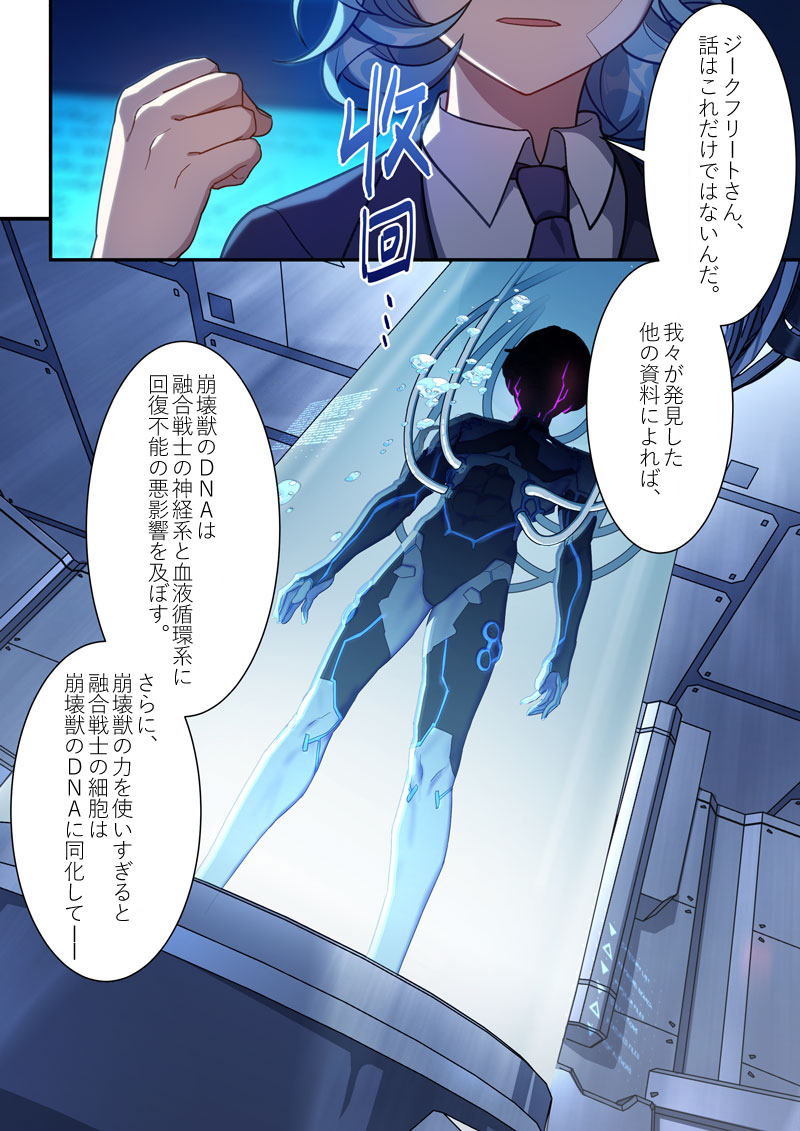 ジークフリートさん、
話はこれだけではないんだ。
我々が発見した
他の資料によれば、
收回…
崩壊獣のDNAは
融合戦士の神経系と血液循環系に
回復不能の悪影響を及ぼす。
さらに、
崩壊獣の力を使いすぎると
融合戦士の細胞は
崩壊獣のDNAに同化して――